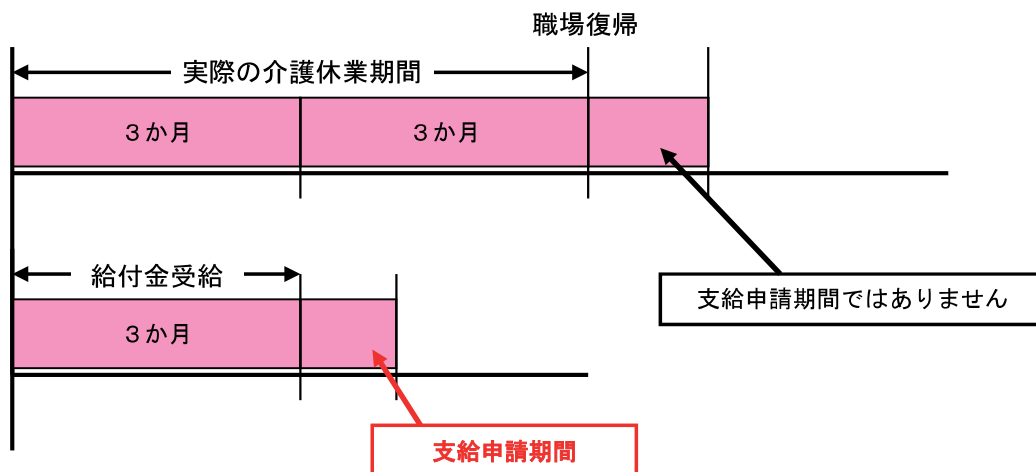 職場復帰
実際の介護休業期間
３か月
３か月
支給申請期間ではありません
給付金受給
３か月
支給申請期間